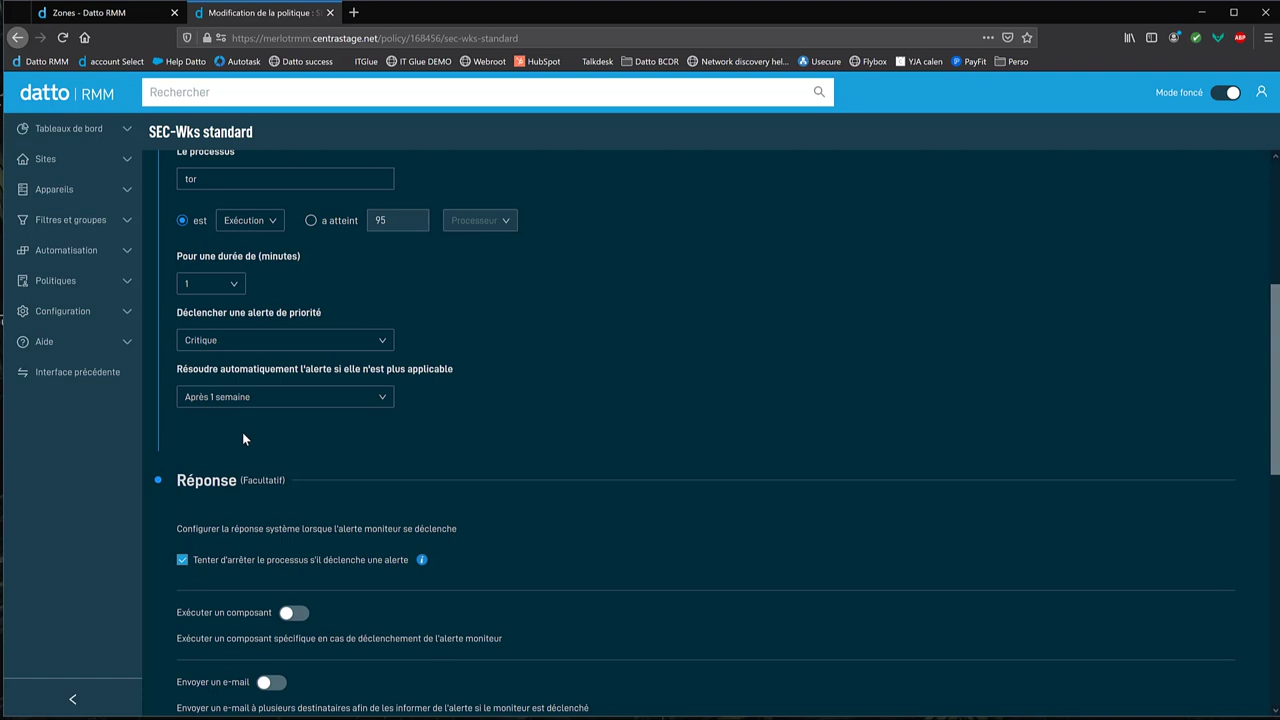 Zones - Datto RMM
Modification de la politique : S
https://merlotrmm.centrastage.net/policy/168456/sec-wks-standard
Datto RMM
account Select
Help Datto
Autotask
Datto success
ITGlue
IT Glue DEMO
Webroot
HubSpot
Talkdesk
Datto BCDR
Network discovery hel...
Usecure
Flybox
YJA calen
PayFit
Perso
datto | RMM
Rechercher
Mode foncé
Tableaux de bord
Sites
Appareils
Filtres et groupes
Automatisation
Politiques
Configuration
Aide
Interface précédente
SEC-Wks standard
Le processus
tor
est Exécution a atteint 95 Processeur
Pour une durée de (minutes)
1
Déclencher une alerte de priorité
Critique
Résoudre automatiquement l'alerte si elle n'est plus applicable
Après 1 semaine
Réponse (Facultatif)
Configurer la réponse système lorsque l'alerte moniteur se déclenche
Tenter d'arrêter le processus s'il déclenche une alerte
Exécuter un composant
Exécuter un composant spécifique en cas de déclenchement de l'alerte moniteur
Envoyer un e-mail
Envoyer un e-mail à plusieurs destinataires afin de les informer de l'alerte si le moniteur est déclenché